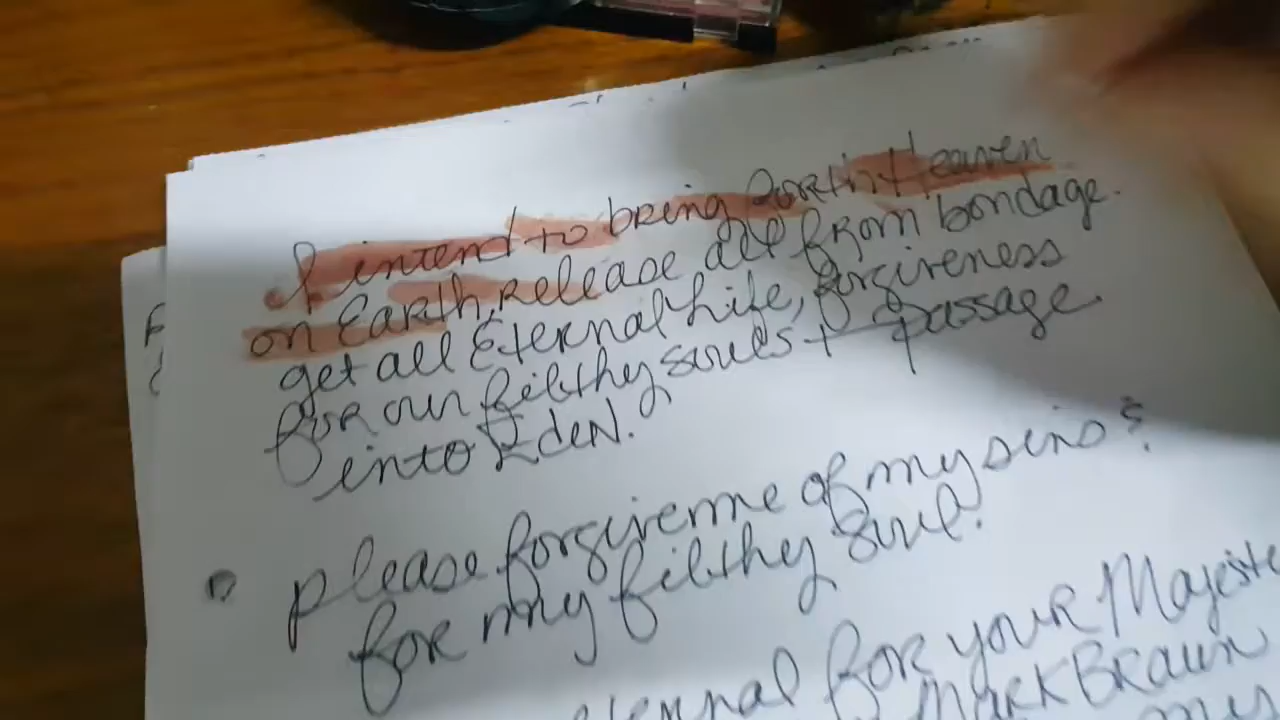 I intend to bring forth Heaven
on Earth, release all from bondage.
get all Eternal Life, forgiveness
for our filthy souls + passage
into Eden.
please forgive me of my sins &
for my filthy soul.
eternal for your Majeste
Mark Braun
my